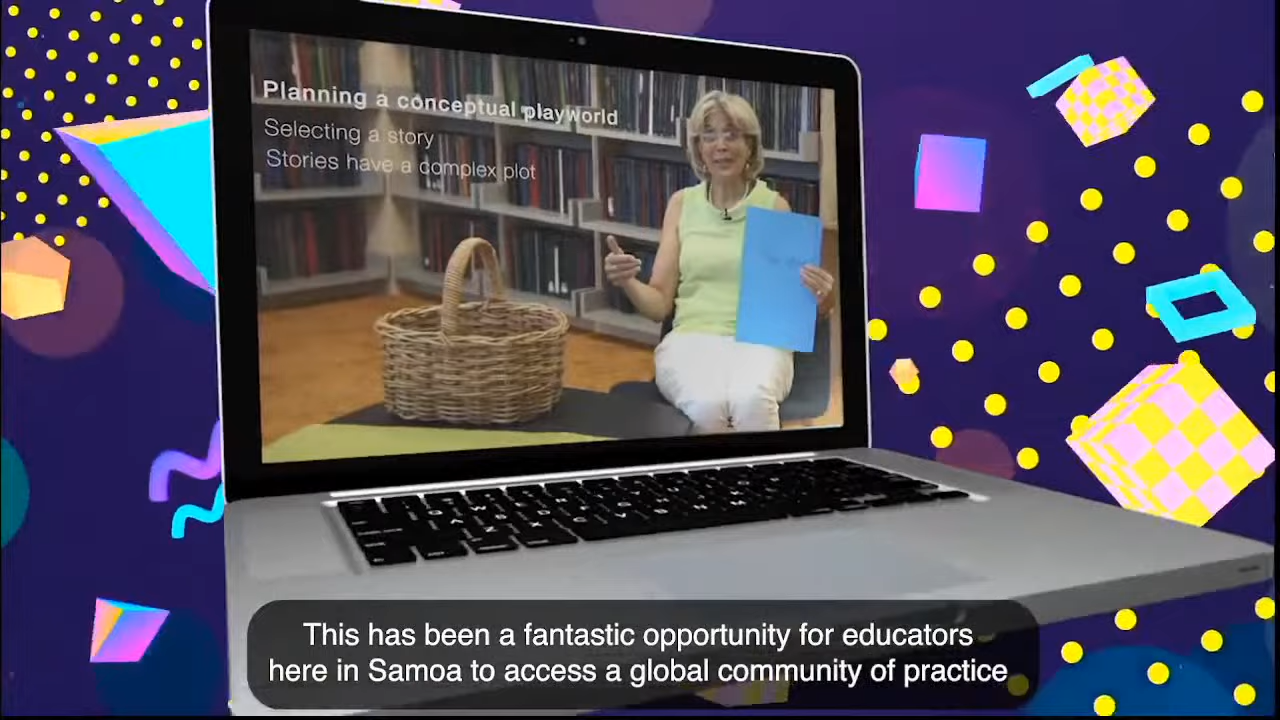 Planning a conceptual playworld
Selecting a story
Stories have a complex plot
This has been a fantastic opportunity for educators
here in Samoa to access a global community of practice